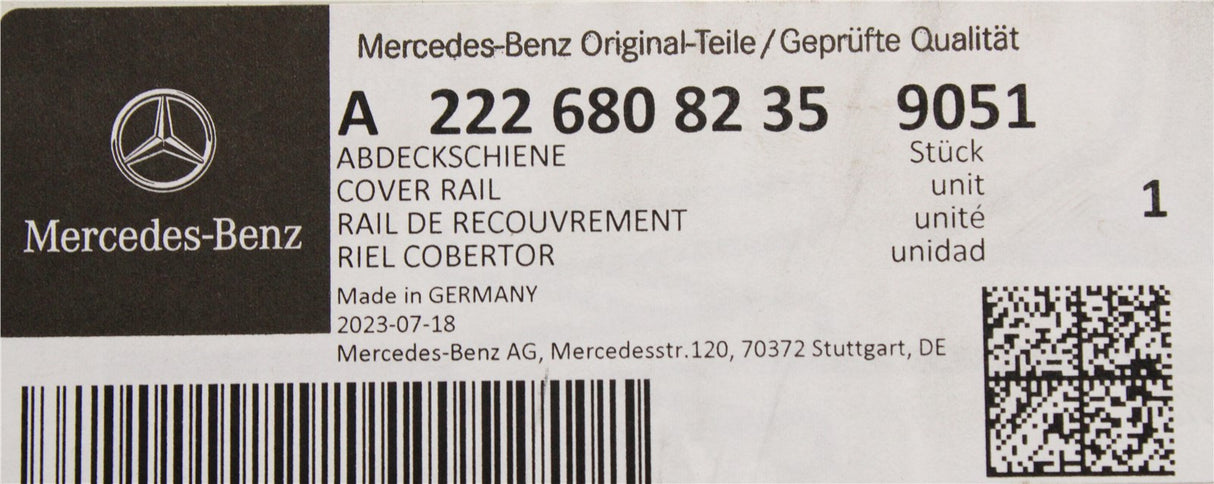 Mercedes-Benz Original-Teile/Geprüfte Qualität
A 222 680 82 35 9051
ABDECKSCHIENE Stück
COVER RAIL unit
RAIL DE RECOUVREMENT unité
RIEL COBERTOR unidad
1
Made in GERMANY
2023-07-18
Mercedes-Benz AG, Mercedesstr.120, 70372 Stuttgart, DE
Mercedes-Benz